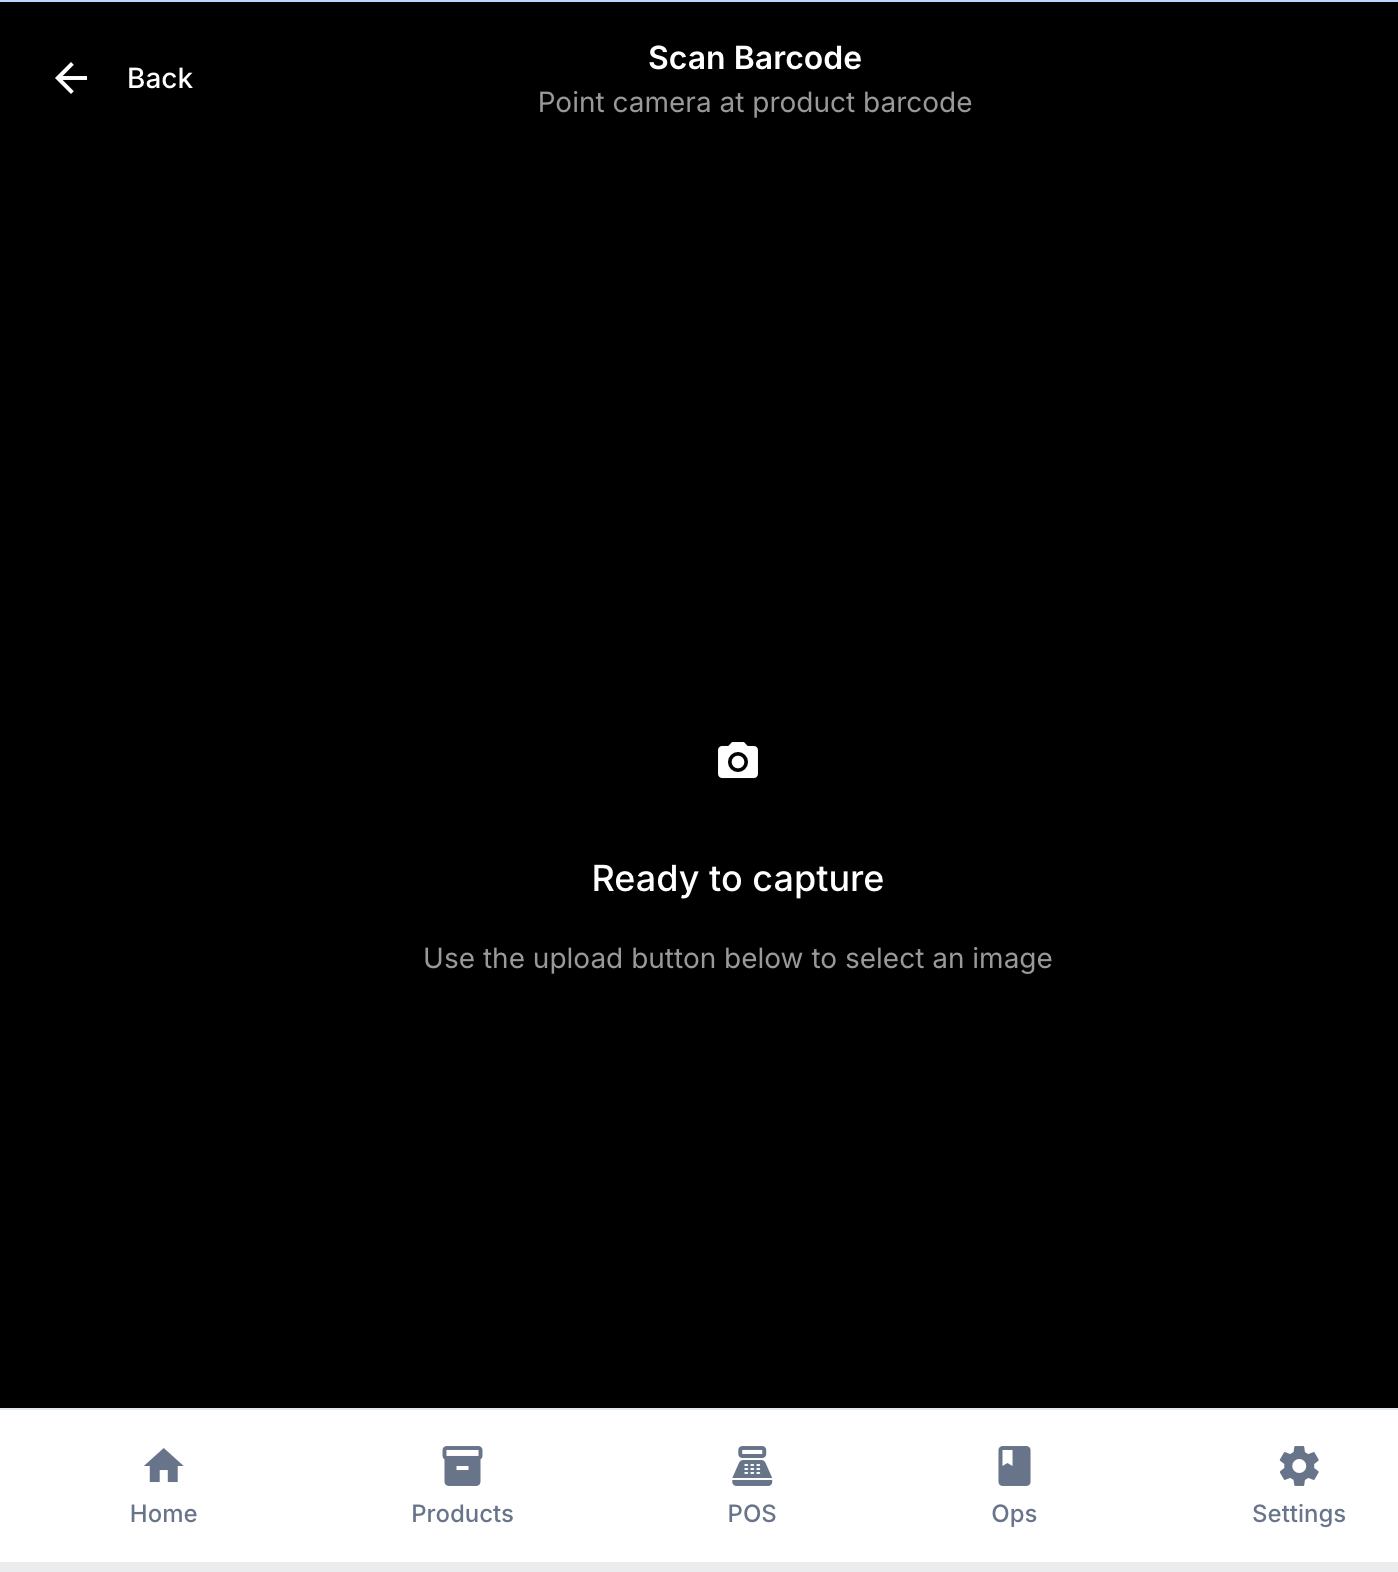 Back
Scan Barcode
Point camera at product barcode
Ready to capture
Use the upload button below to select an image
Home
Products
POS
Ops
Settings